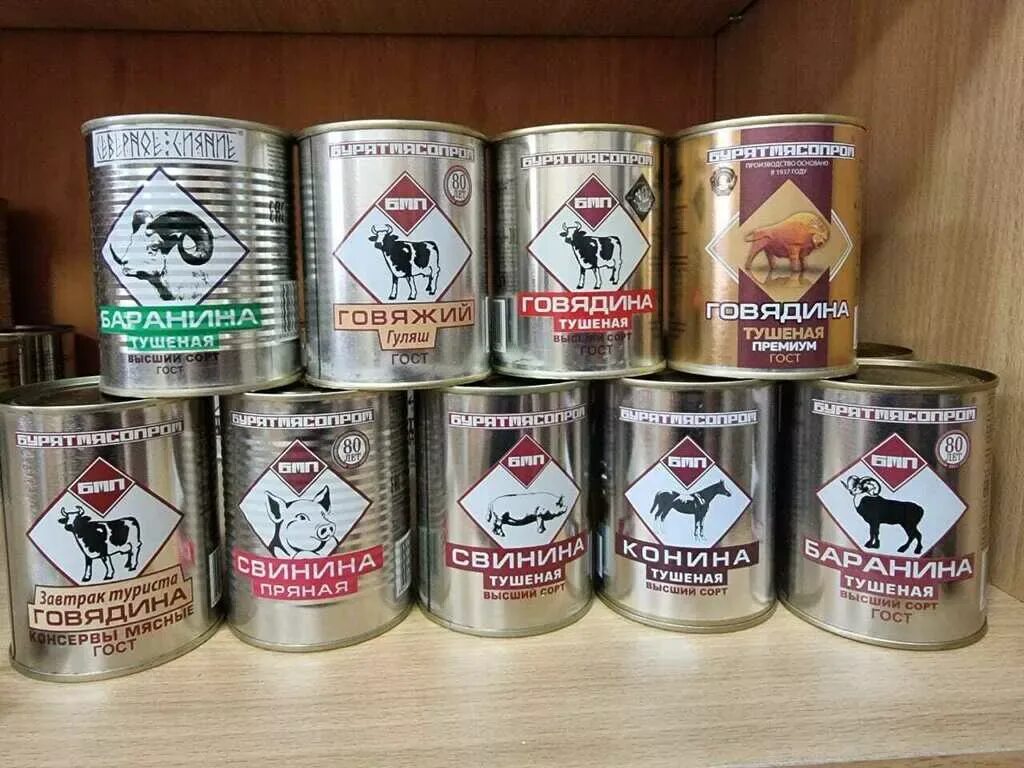 СЕВЕРНОЕ:СИЯНИЕ
БАРАНИНА
ТУШЕНАЯ
ВЫСШИЙ СОРТ
ГОСТ
БУРЯТМЯСОПРОМ
80
ЛЕТ
БМП
ГОВЯЖИЙ
Гуляш
ГОСТ
БУРЯТМЯСОПРОМ
БМП
ГОВЯДИНА
ТУШЕНАЯ
ВЫСШИЙ СОРТ
ГОСТ
БУРЯТМЯСОПРОМ
ПРОИЗВОДСТВО ОСНОВАНО
В 1937 ГОДУ
ГОВЯДИНА
ТУШЕНАЯ
ПРЕМИУМ
ГОСТ
БУРЯТМЯСОПРОМ
БМП
Завтрак туриста
ГОВЯДИНА
КОНСЕРВЫ МЯСНЫЕ
ГОСТ
БУРЯТМЯСОПРОМ
80
ЛЕТ
БМП
СВИНИНА
ПРЯНАЯ
БУРЯТМЯСОПРОМ
БМП
СВИНИНА
ТУШЕНАЯ
ВЫСШИЙ СОРТ
БУРЯТМЯСОПРОМ
БМП
КОНИНА
ТУШЕНАЯ
ВЫСШИЙ СОРТ
БУРЯТМЯСОПРОМ
80
ЛЕТ
БМП
БАРАНИНА
ТУШЕНАЯ
ВЫСШИЙ СОРТ
ГОСТ